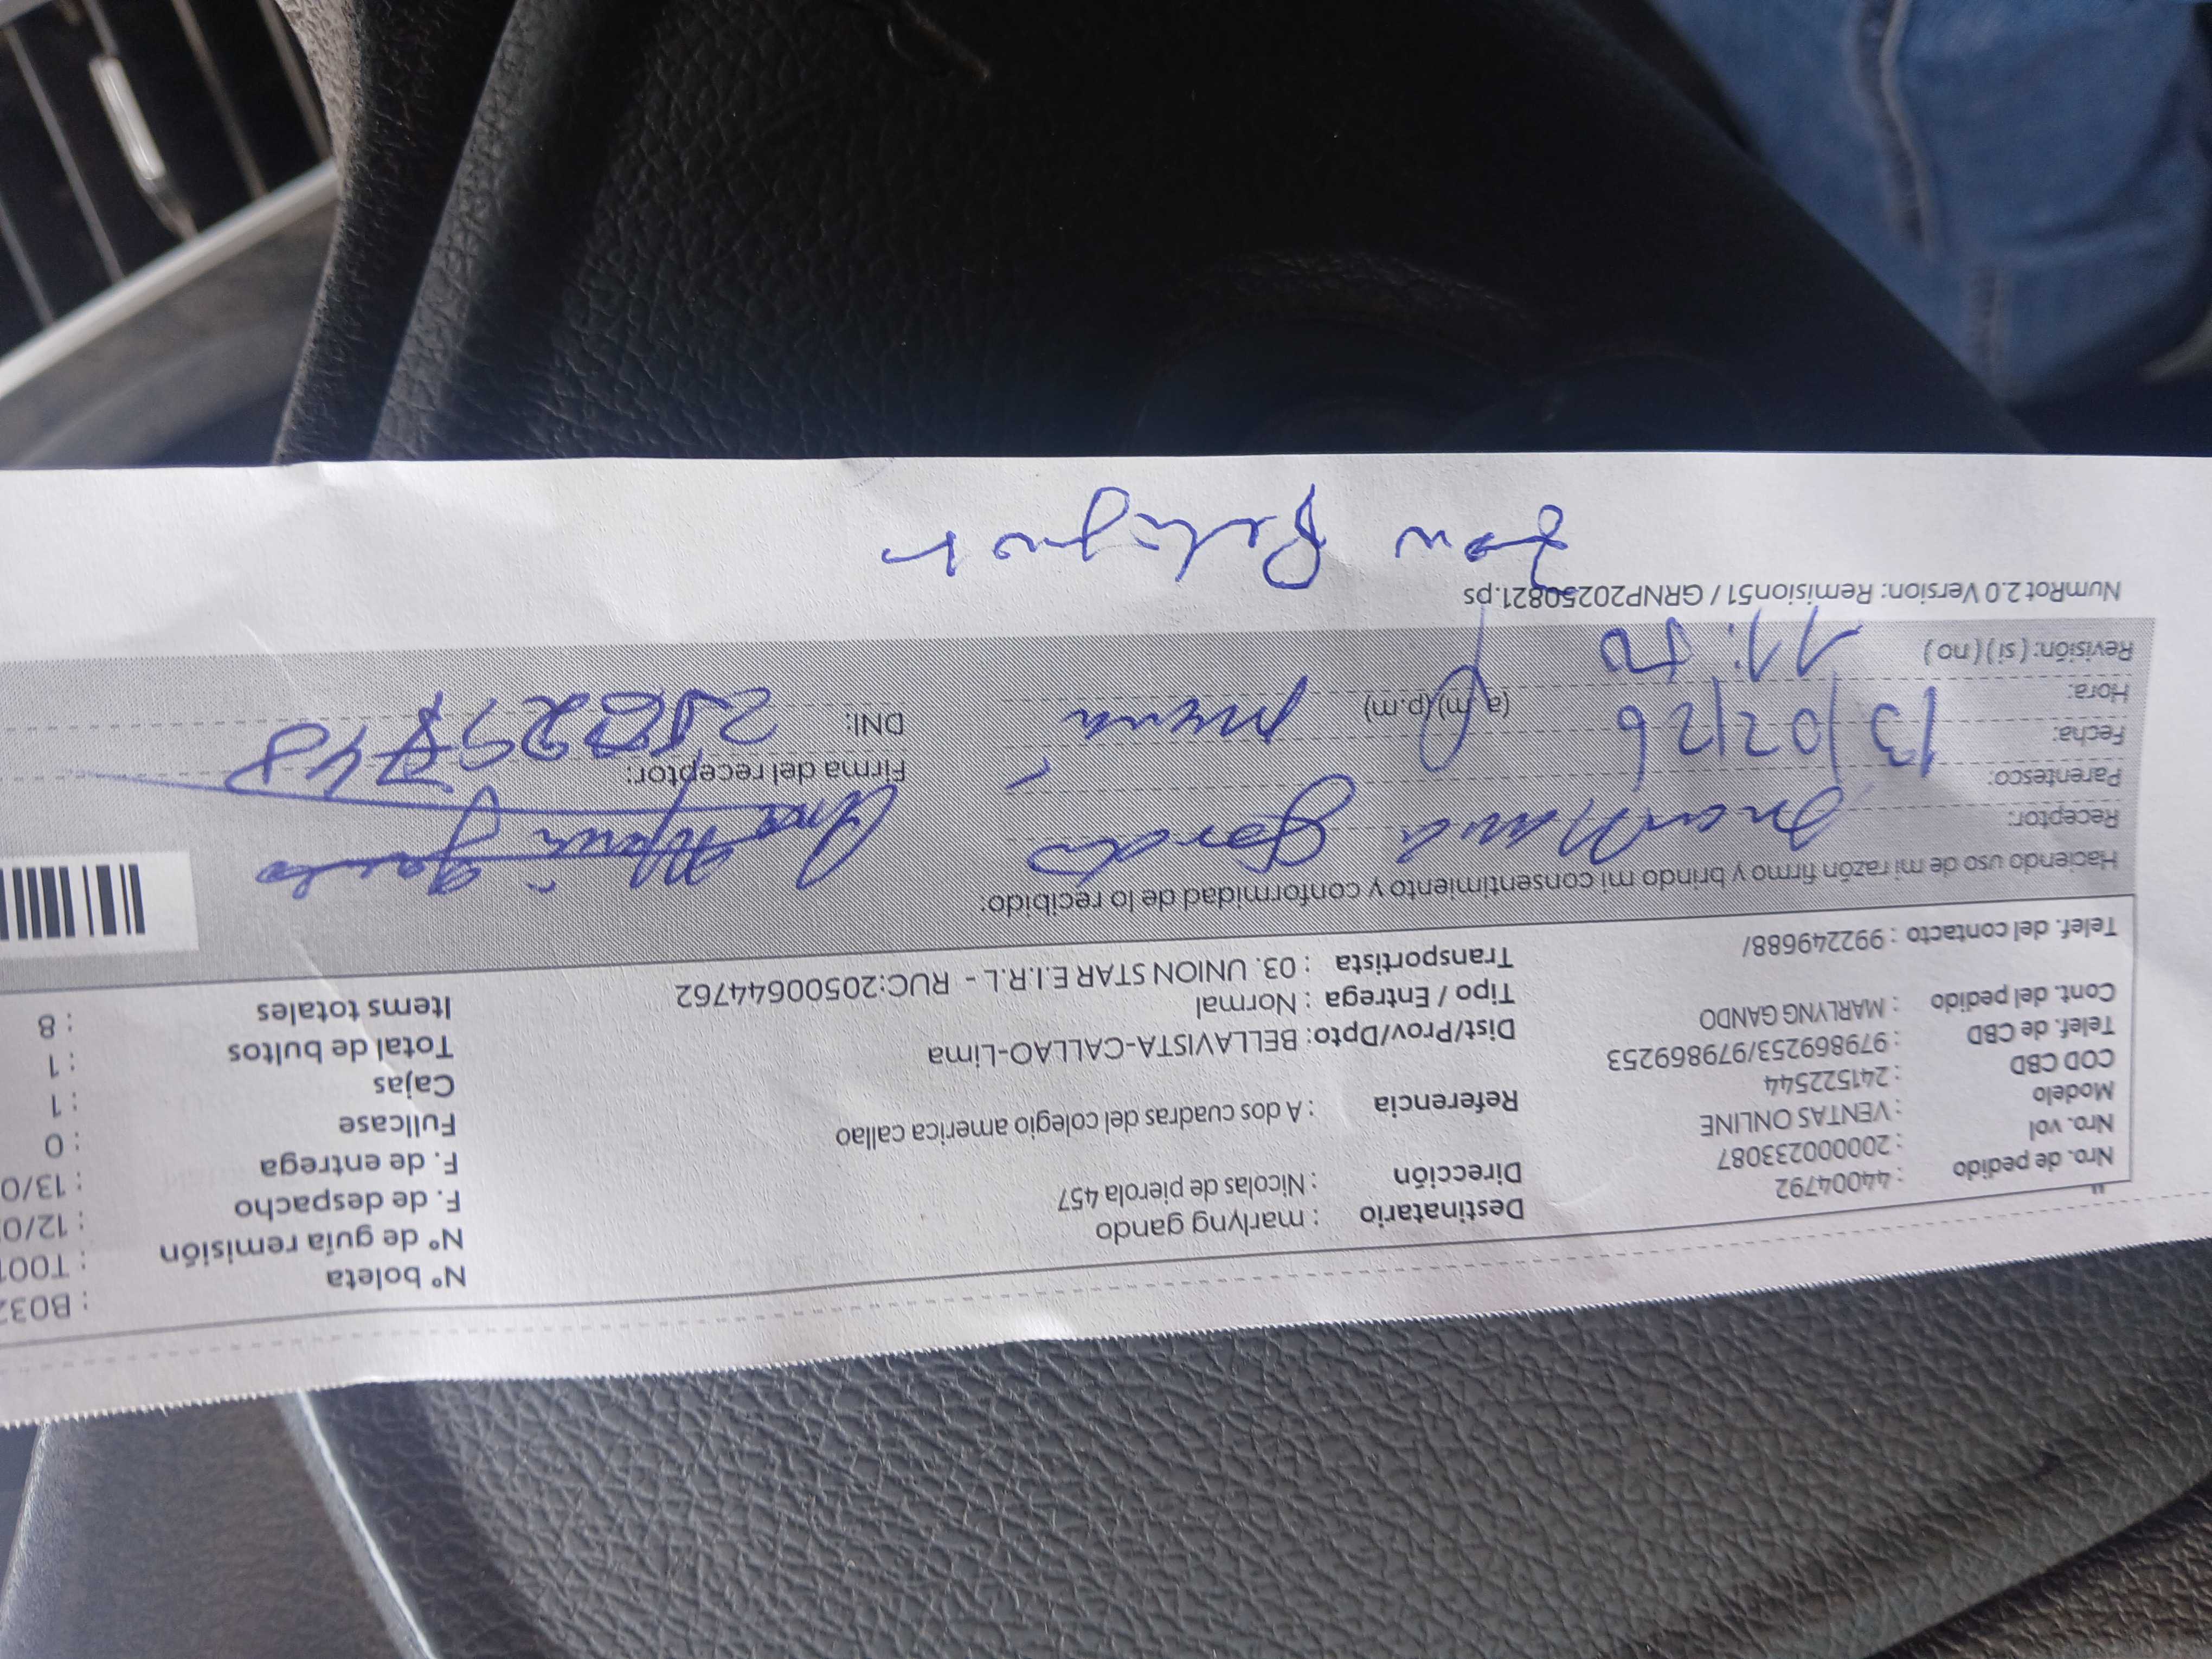 Nº boleta : B03
Nº de guía remisión : T001
F. de despacho : 12/0
F. de entrega : 13/0
Fullcase : 0
Cajas : 1
Total de bultos : 1
Items totales : 8
Destinatario : marlyng gando
Dirección : Nicolas de pierola 457
Referencia : A dos cuadras del colegio america callao
Dist/Prov/Dpto: BELLAVISTA-CALLAO-Lima
Tipo / Entrega : Normal
Transportista : 03. UNION STAR E.I.R.L - RUC:20500644762
Nro. de pedido : 44004792
Nro. vol : 20000233087
Modelo : VENTAS ONLINE
COD CBD : 241522544
Telef. de CBD : 979869253/979869253
Cont. del pedido : MARLYNG GANDO
Telef. del contacto : 992249688/
Haciendo uso de mi razón firmo y brindo mi consentimiento y conformidad de lo recibido:
Receptor:
Parentesco:
Fecha: 13/02/26
Hora: 11:50 (a.m)(p.m)
Revisión: (si) (no)
Firma del receptor:
DNI:
NumRot 2.0 Version: Remision51 / GRNP20250821.ps